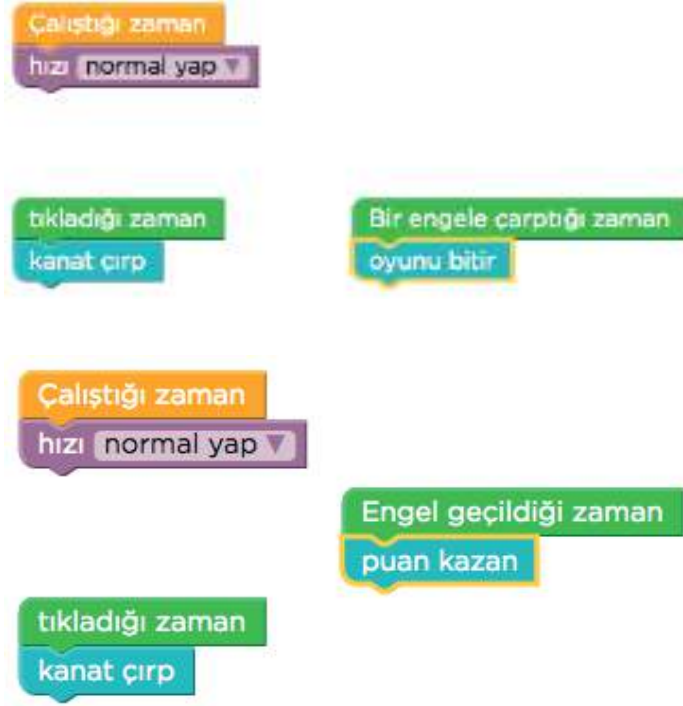 Çalıştığı zaman
hızı normal yap
tıkladığı zaman
kanat çırp
Bir engele çarptığı zaman
oyunu bitir
Çalıştığı zaman
hızı normal yap
Engel geçildiği zaman
puan kazan
tıkladığı zaman
kanat çırp